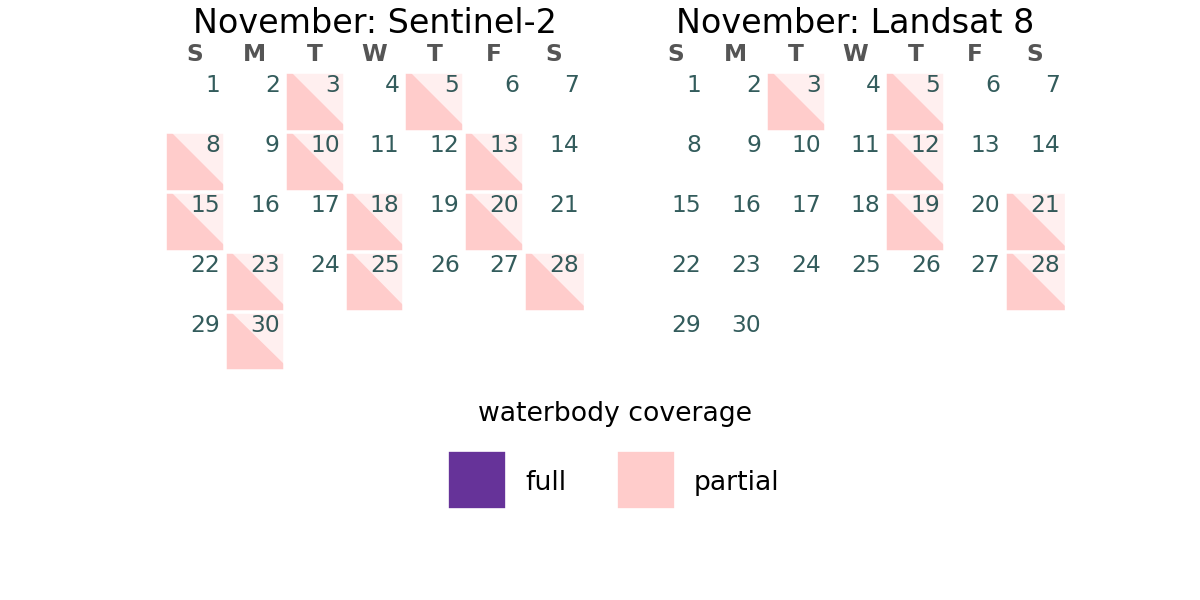 November: Sentinel-2
S M T W T F S
1 2 3 4 5 6 7
8 9 10 11 12 13 14
15 16 17 18 19 20 21
22 23 24 25 26 27 28
29 30
November: Landsat 8
S M T W T F S
1 2 3 4 5 6 7
8 9 10 11 12 13 14
15 16 17 18 19 20 21
22 23 24 25 26 27 28
29 30
waterbody coverage
full partial